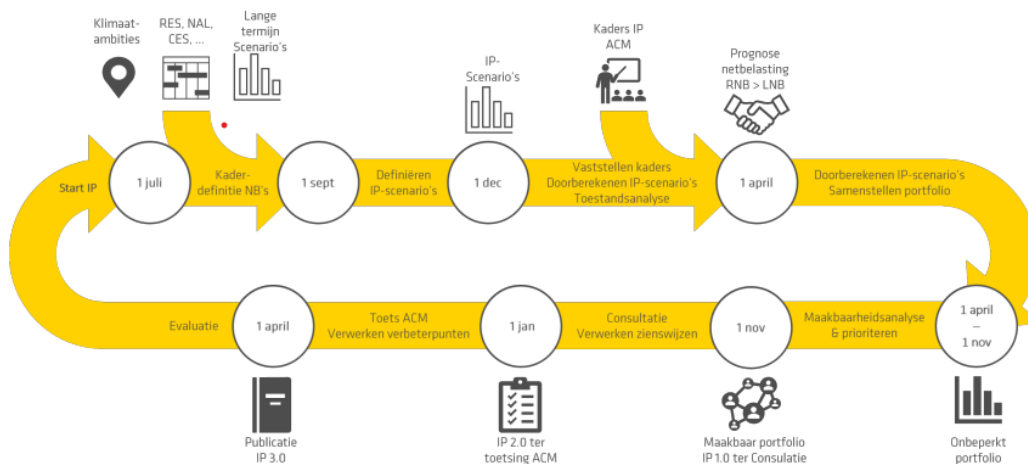 Klimaat-
ambities
RES, NAL,
CES, ...
Lange
termijn
Scenario's
IP-
Scenario's
Kaders IP
ACM
Prognose
netbelasting
RNB > LNB
Start IP
1 juli
Kader-
definitie NB's
1 sept
Definiëren
IP-scenario's
1 dec
Vaststellen kaders
Doorberekenen IP-scenario's
Toestandsanalyse
1 april
Doorberekenen IP-scenario's
Samenstellen portfolio
Evaluatie
1 april
Toets ACM
Verwerken verbeterpunten
1 jan
Consultatie
Verwerken zienswijzen
1 nov
Maakbaarheidsanalyse
& prioriteren
1 april
—
1 nov
Publicatie
IP 3.0
IP 2.0 ter
toetsing ACM
Maakbaar portfolio
IP 1.0 ter Consulatie
Onbeperkt
portfolio